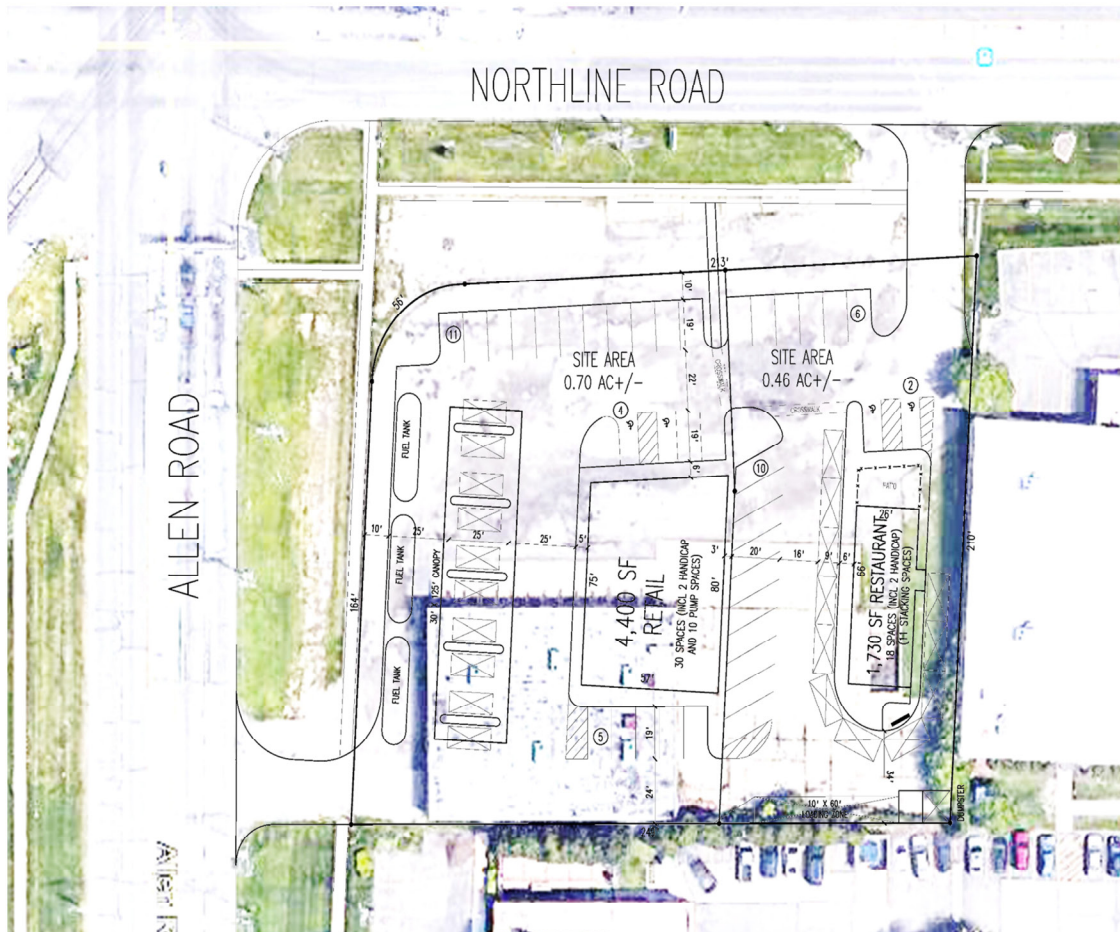 NORTHLINE ROAD
213'
56'
10'
11
6
19'
SITE AREA
0.70 AC+/-
SITE AREA
0.46 AC+/-
22'
CROSSWALK
2
4
CROSSWALK
ALLEN ROAD
19'
FUEL TANK
6'
10
PATIO
26'
10'
25'
25'
25'
5'
3'
20'
16'
9'
6'
210'
FUEL TANK
30' X 125' CANOPY
75'
4,400 SF
RETAIL
30 SPACES (INCL 2 HANDICAP
AND 10 PUMP SPACES)
80'
66'
1,730 SF RESTAURANT
18 SPACES (INCL 2 HANDICAP)
(11 STACKING SPACES)
164'
FUEL TANK
57'
5
19'
34'
24'
10' X 60'
LOADING ZONE
DUMPSTER
Allen R